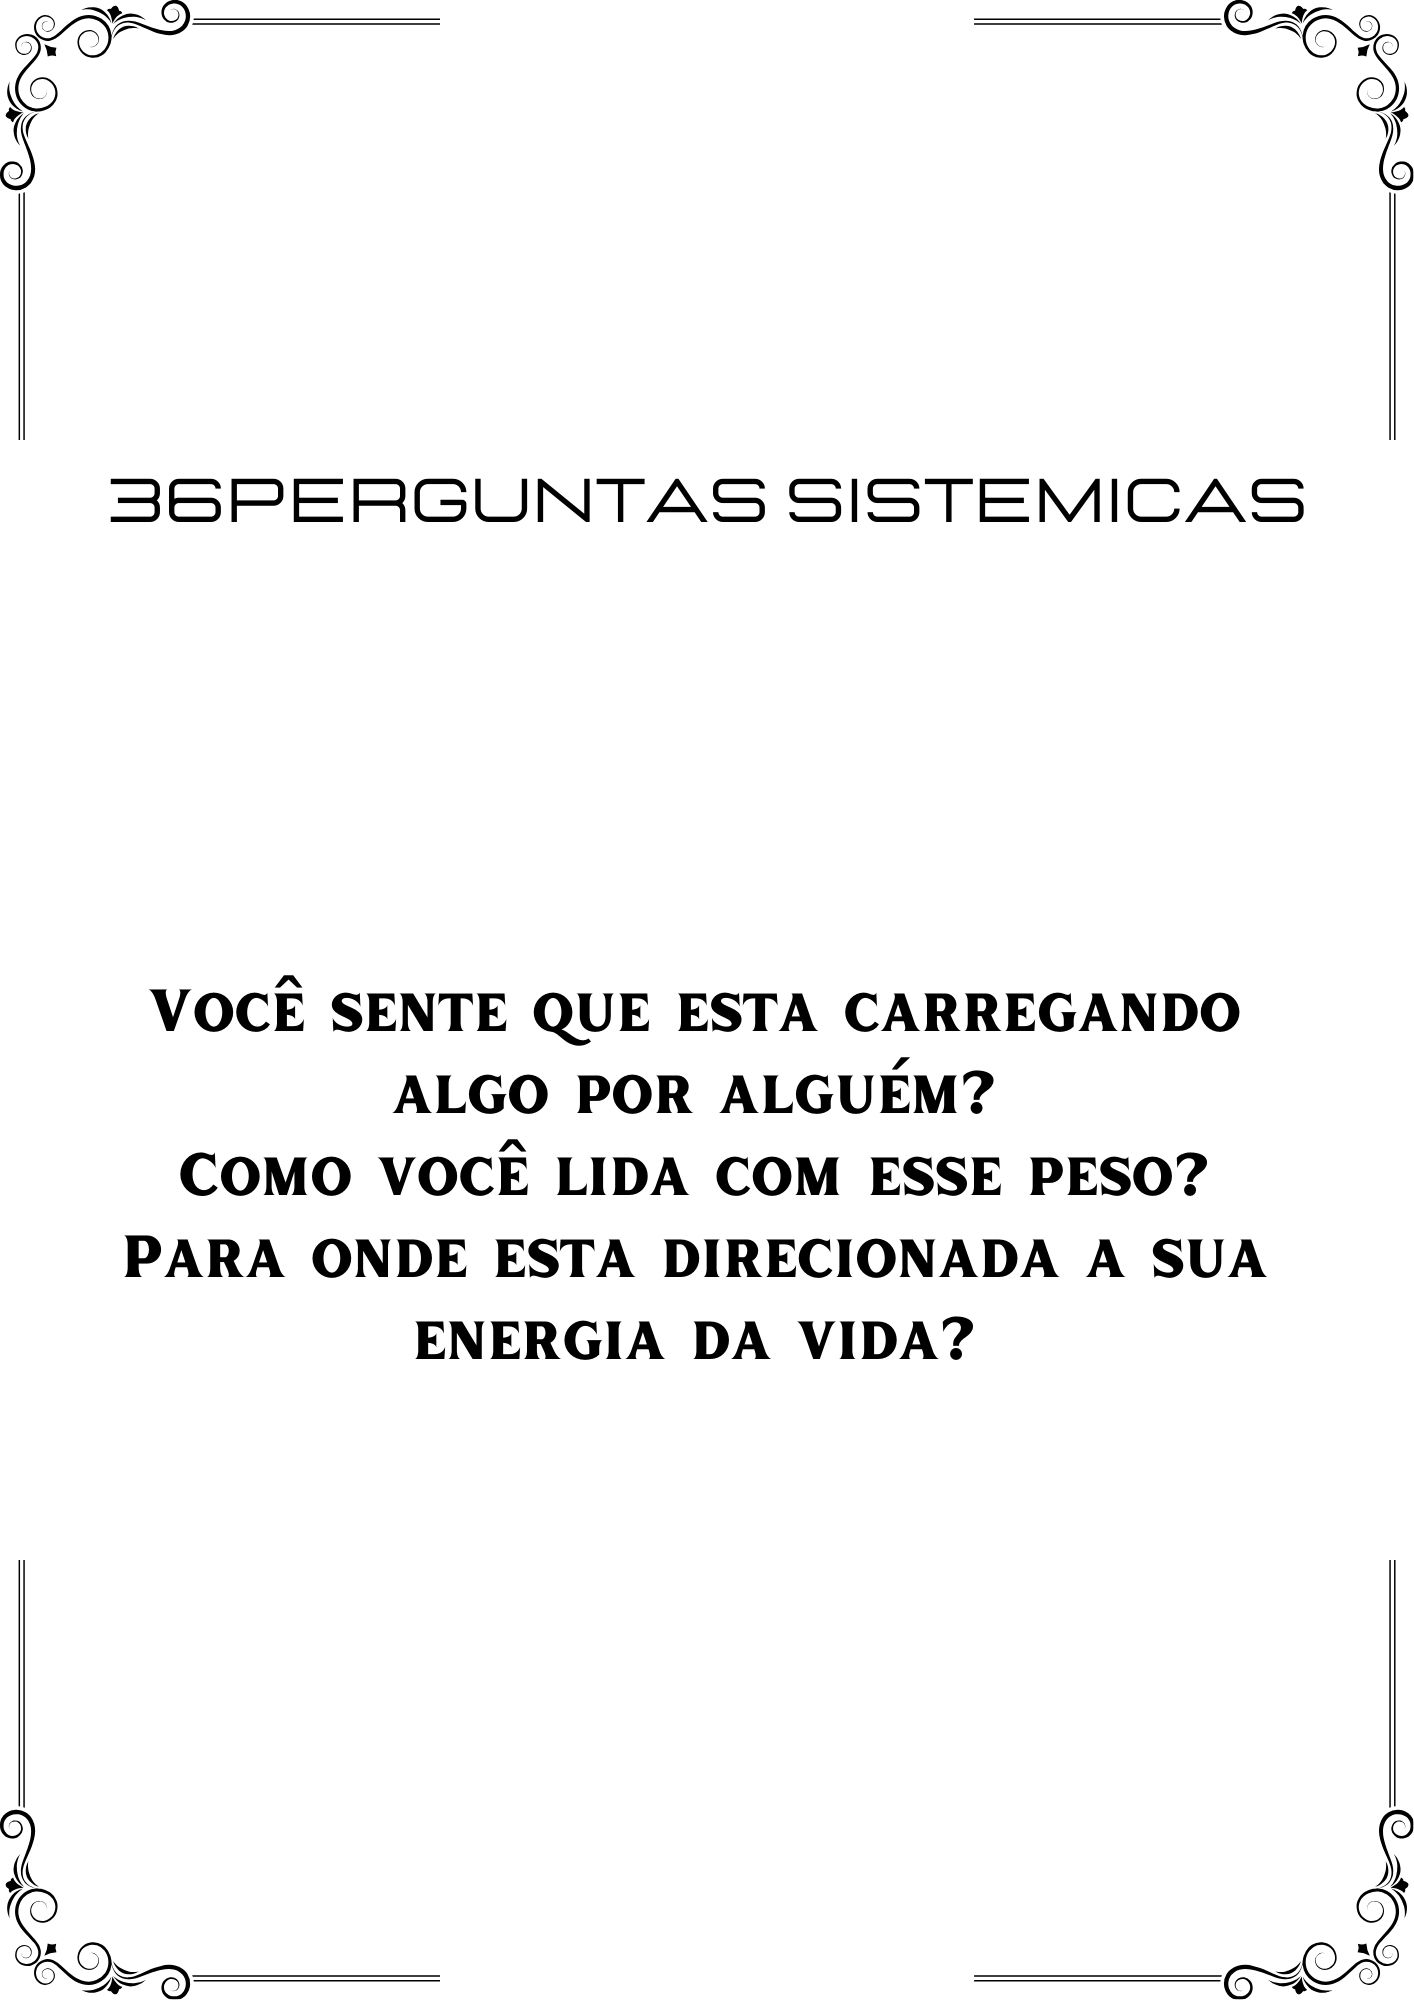 36PERGUNTAS SISTEMICAS
Você sente que esta carregando
algo por alguém?
Como você lida com esse peso?
Para onde esta direcionada a sua
energia da vida?